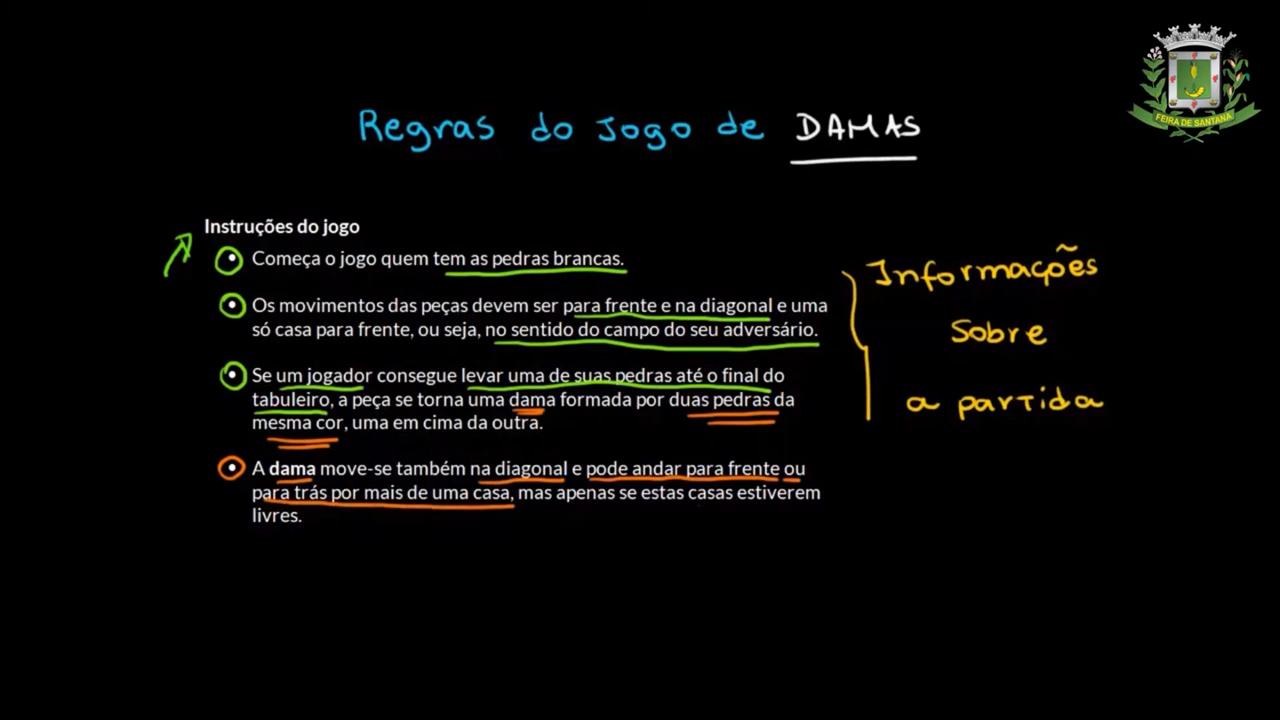 FEIRA DE SANTANA
Regras do Jogo de DAMAS
Instruções do jogo
Começa o jogo quem tem as pedras brancas.
Os movimentos das peças devem ser para frente e na diagonal e uma
só casa para frente, ou seja, no sentido do campo do seu adversário.
Se um jogador consegue levar uma de suas pedras até o final do
tabuleiro, a peça se torna uma dama formada por duas pedras da
mesma cor, uma em cima da outra.
A dama move-se também na diagonal e pode andar para frente ou
para trás por mais de uma casa, mas apenas se estas casas estiverem
livres.
Informações
Sobre
a partida